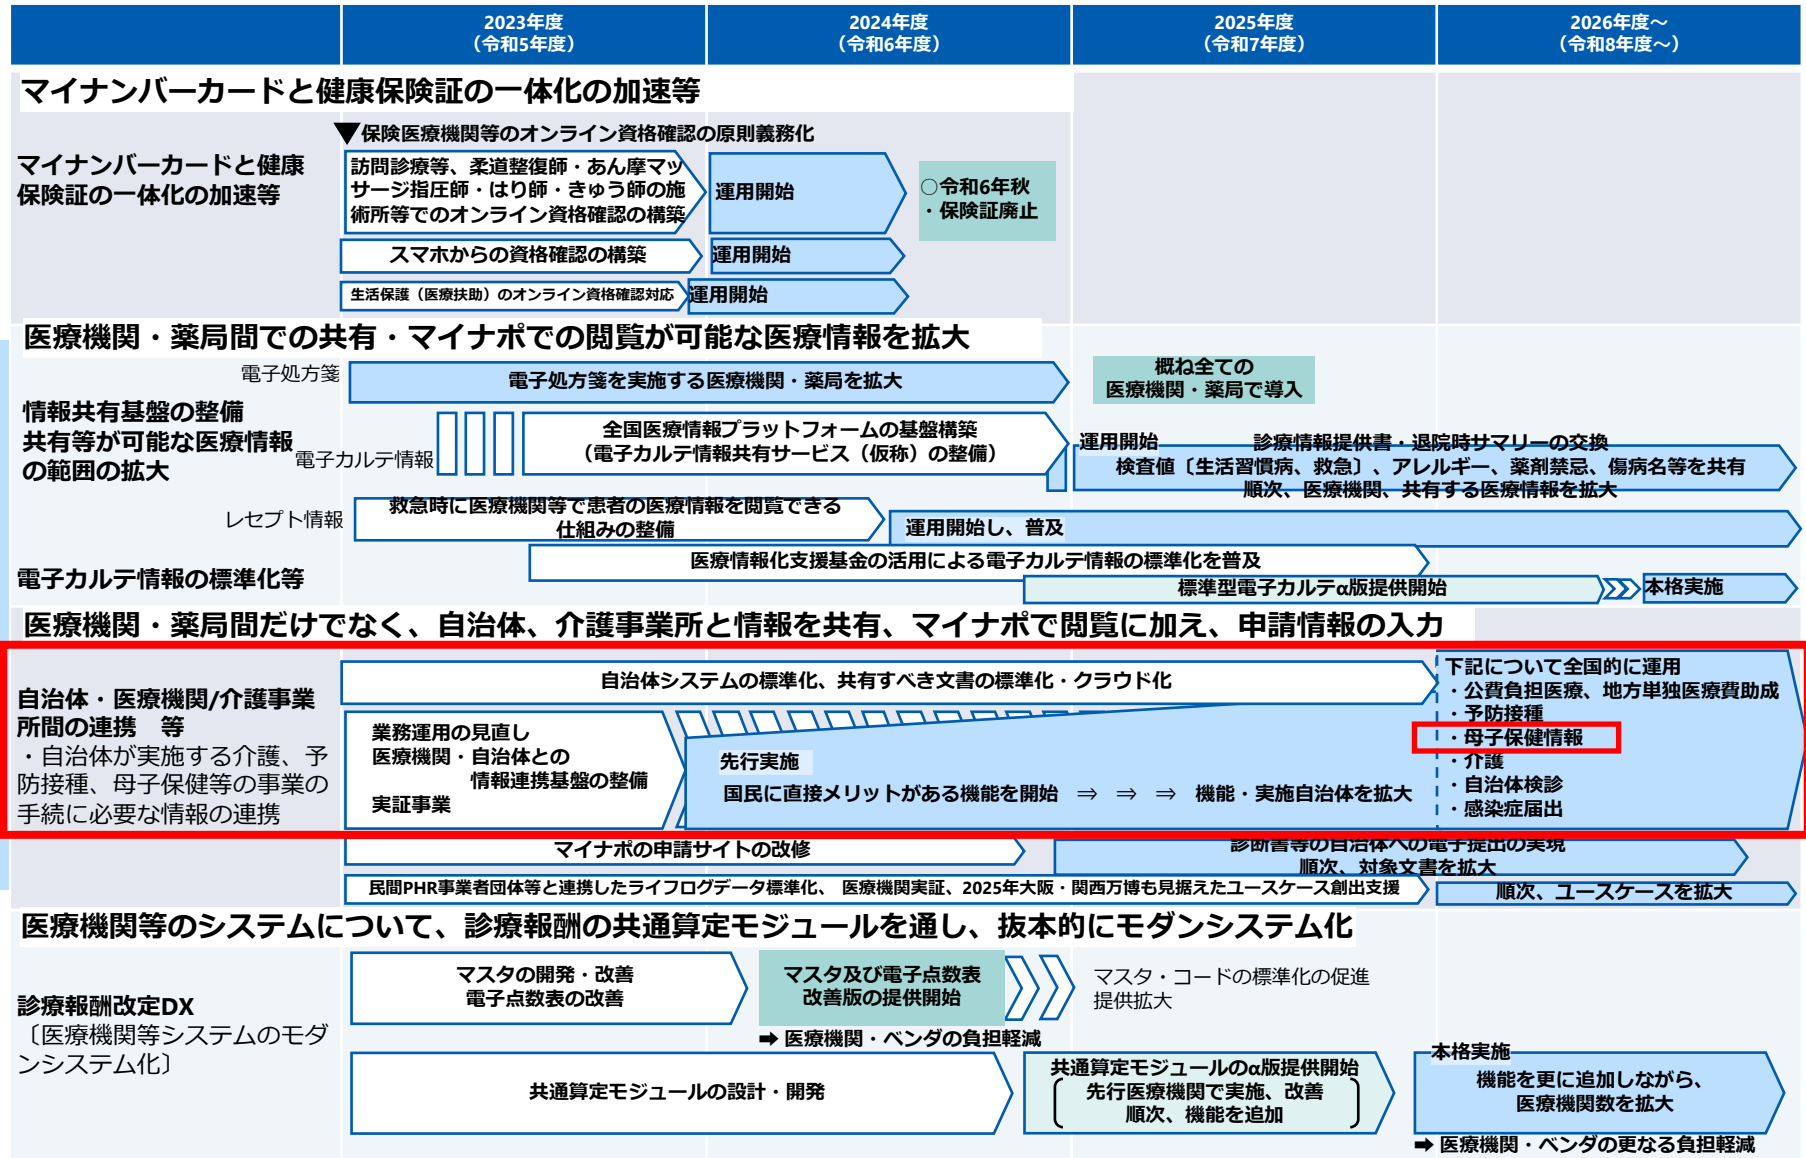 2023年度
（令和5年度）
2024年度
（令和6年度）
2025年度
（令和7年度）
2026年度～
（令和8年度～）
マイナンバーカードと健康保険証の一体化の加速等
▼保険医療機関等のオンライン資格確認の原則義務化
マイナンバーカードと健康
保険証の一体化の加速等
訪問診療等、柔道整復師・あん摩マッ
サージ指圧師・はり師・きゅう師の施
術所等でのオンライン資格確認の構築
運用開始
○令和6年秋
・保険証廃止
スマホからの資格確認の構築
運用開始
生活保護（医療扶助）のオンライン資格確認対応
運用開始
医療機関・薬局間での共有・マイナポでの閲覧が可能な医療情報を拡大
電子処方箋
電子処方箋を実施する医療機関・薬局を拡大
概ね全ての
医療機関・薬局で導入
情報共有基盤の整備
共有等が可能な医療情報
の範囲の拡大
電子カルテ情報
全国医療情報プラットフォームの基盤構築
（電子カルテ情報共有サービス（仮称）の整備）
運用開始
診療情報提供書・退院時サマリーの交換
検査値〔生活習慣病、救急〕、アレルギー、薬剤禁忌、傷病名等を共有
順次、医療機関、共有する医療情報を拡大
レセプト情報
救急時に医療機関等で患者の医療情報を閲覧できる
仕組みの整備
運用開始し、普及
電子カルテ情報の標準化等
医療情報化支援基金の活用による電子カルテ情報の標準化を普及
標準型電子カルテα版提供開始
本格実施
医療機関・薬局間だけでなく、自治体、介護事業所と情報を共有、マイナポで閲覧に加え、申請情報の入力
自治体・医療機関/介護事業
所間の連携　等
・自治体が実施する介護、予
防接種、母子保健等の事業の
手続に必要な情報の連携
自治体システムの標準化、共有すべき文書の標準化・クラウド化
業務運用の見直し
医療機関・自治体との
情報連携基盤の整備
実証事業
先行実施
国民に直接メリットがある機能を開始　⇒　⇒　⇒　機能・実施自治体を拡大
下記について全国的に運用
・公費負担医療、地方単独医療費助成
・予防接種
・母子保健情報
・介護
・自治体検診
・感染症届出
マイナポの申請サイトの改修
診断書等の自治体への電子提出の実現
順次、対象文書を拡大
民間PHR事業者団体等と連携したライフログデータ標準化、 医療機関実証、2025年大阪・関西万博も見据えたユースケース創出支援
順次、ユースケースを拡大
医療機関等のシステムについて、診療報酬の共通算定モジュールを通し、抜本的にモダンシステム化
診療報酬改定DX
〔医療機関等システムのモダ
ンシステム化〕
マスタの開発・改善
電子点数表の改善
マスタ及び電子点数表
改善版の提供開始
マスタ・コードの標準化の促進
提供拡大
➡ 医療機関・ベンダの負担軽減
共通算定モジュールの設計・開発
共通算定モジュールのα版提供開始
先行医療機関で実施、改善
順次、機能を追加
本格実施
機能を更に追加しながら、
医療機関数を拡大
➡ 医療機関・ベンダの更なる負担軽減